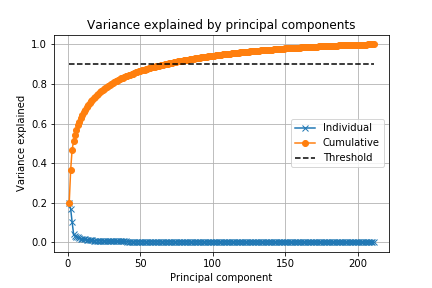 Variance explained by principal components
Variance explained
1.0
0.8
0.6
0.4
0.2
0.0
Individual
Cumulative
Threshold
0 50 100 150 200
Principal component